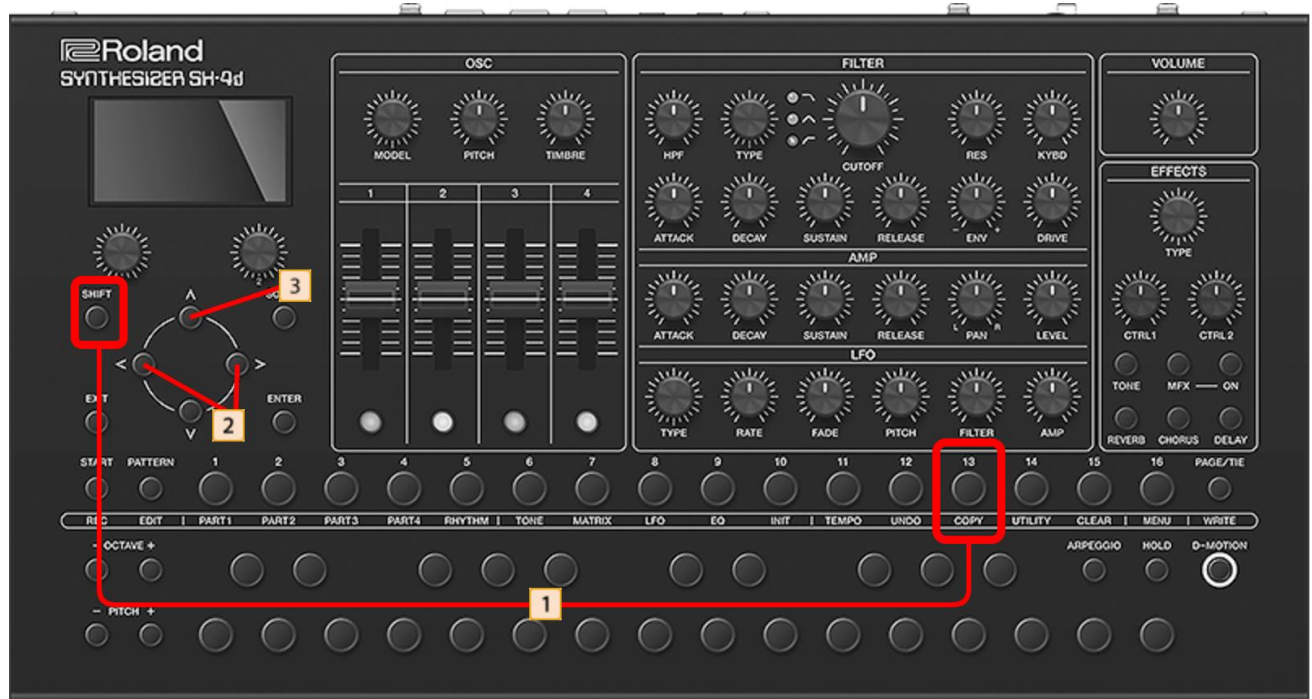 Roland
SYNTHESIZER SH-4d
OSC
MODEL PITCH TIMBRE
1 2 3 4
FILTER
HPF TYPE CUTOFF RES KYBD
ATTACK DECAY SUSTAIN RELEASE - ENV + DRIVE
AMP
ATTACK DECAY SUSTAIN RELEASE L PAN R LEVEL
LFO
TYPE RATE FADE PITCH FILTER AMP
VOLUME
EFFECTS
TYPE
CTRL1 CTRL2
TONE MFX ON
REVERB CHORUS DELAY
2
3
SHIFT
∧
< >
∨
2
EXIT ENTER
START PATTERN 1 2 3 4 5 6 7 8 9 10 11 12 13 14 15 16 PAGE/TIE
REC EDIT | PART1 PART2 PART3 PART4 RHYTHM | TONE MATRIX LFO EQ INIT | TEMPO UNDO COPY UTILITY CLEAR | MENU | WRITE
- OCTAVE + ARPEGGIO HOLD D-MOTION
1
- PITCH +